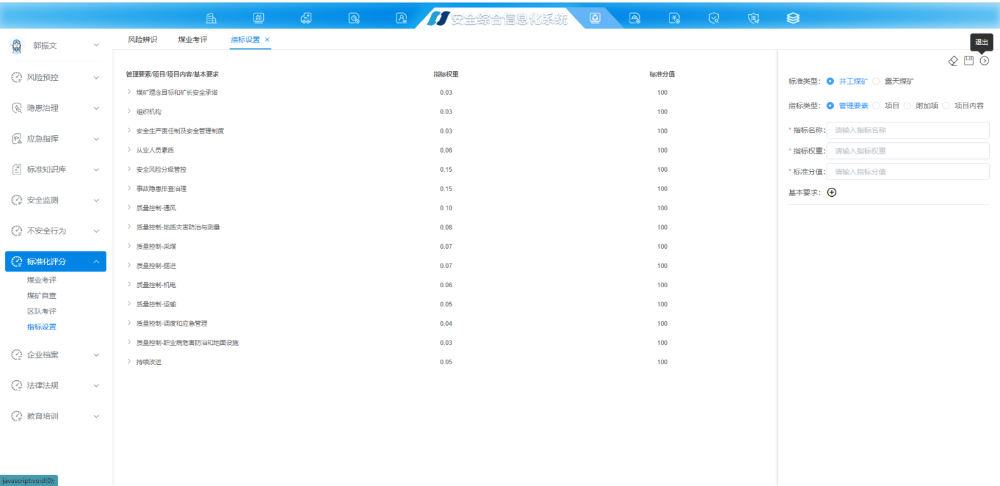 安全综合信息化系统
郭振文
风险辨识 煤业考评 指标设置 ×
退出
风险预控
隐患治理
应急指挥
标准知识库
安全监测
不安全行为
标准化评分
煤业考评
煤矿自查
区队考评
指标设置
企业档案
法律法规
教育培训
管理要素/项目/项目内容/基本要求 指标权重 标准分值
煤矿理念目标和矿长安全承诺 0.03 100
组织机构 0.03 100
安全生产责任制及安全管理制度 0.03 100
从业人员素质 0.06 100
安全风险分级管控 0.15 100
事故隐患排查治理 0.15 100
质量控制-通风 0.10 100
质量控制-地质灾害防治与测量 0.08 100
质量控制-采煤 0.07 100
质量控制-掘进 0.07 100
质量控制-机电 0.06 100
质量控制-运输 0.05 100
质量控制-调度和应急管理 0.04 100
质量控制-职业病危害防治和地面设施 0.03 100
持续改进 0.05 100
标准类型: 井工煤矿 露天煤矿
指标类型: 管理要素 项目 附加项 项目内容
* 指标名称: 请输入指标名称
* 指标权重: 请输入指标权重
* 标准分值: 请输入指标分值
基本要求:
javascript:void(0);